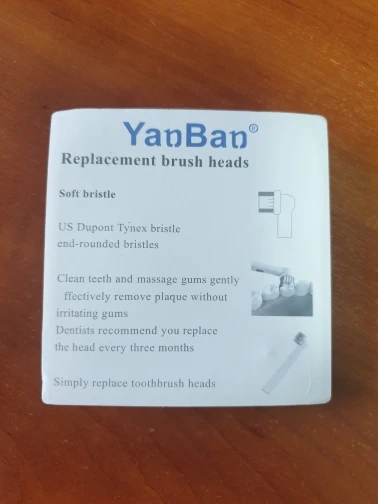 YanBan®
Replacement brush heads
Soft bristle
US Dupont Tynex bristle
end-rounded bristles
Clean teeth and massage gums gently
ffectively remove plaque without
irritating gums
Dentists recommend you replace
the head every three months
Simply replace toothbrush heads